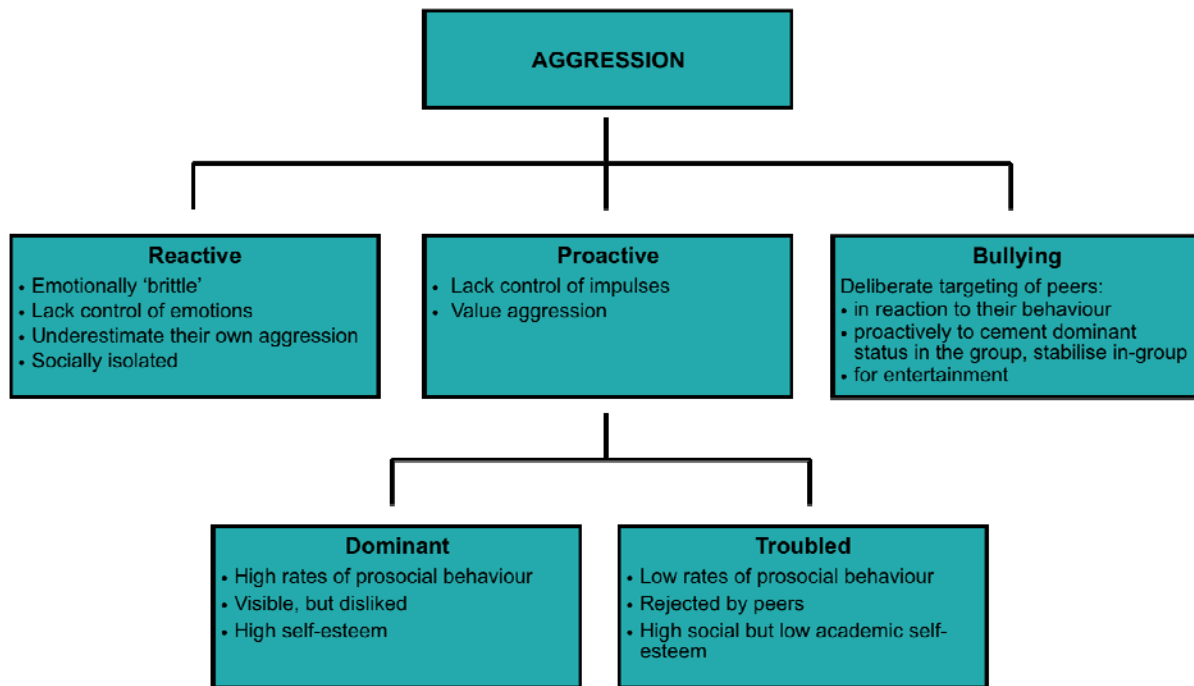 AGGRESSION
Reactive
• Emotionally ‘brittle’
• Lack control of emotions
• Underestimate their own aggression
• Socially isolated
Proactive
• Lack control of impulses
• Value aggression
Bullying
Deliberate targeting of peers:
• in reaction to their behaviour
• proactively to cement dominant
status in the group, stabilise in-group
• for entertainment
Dominant
• High rates of prosocial behaviour
• Visible, but disliked
• High self-esteem
Troubled
• Low rates of prosocial behaviour
• Rejected by peers
• High social but low academic self-
esteem